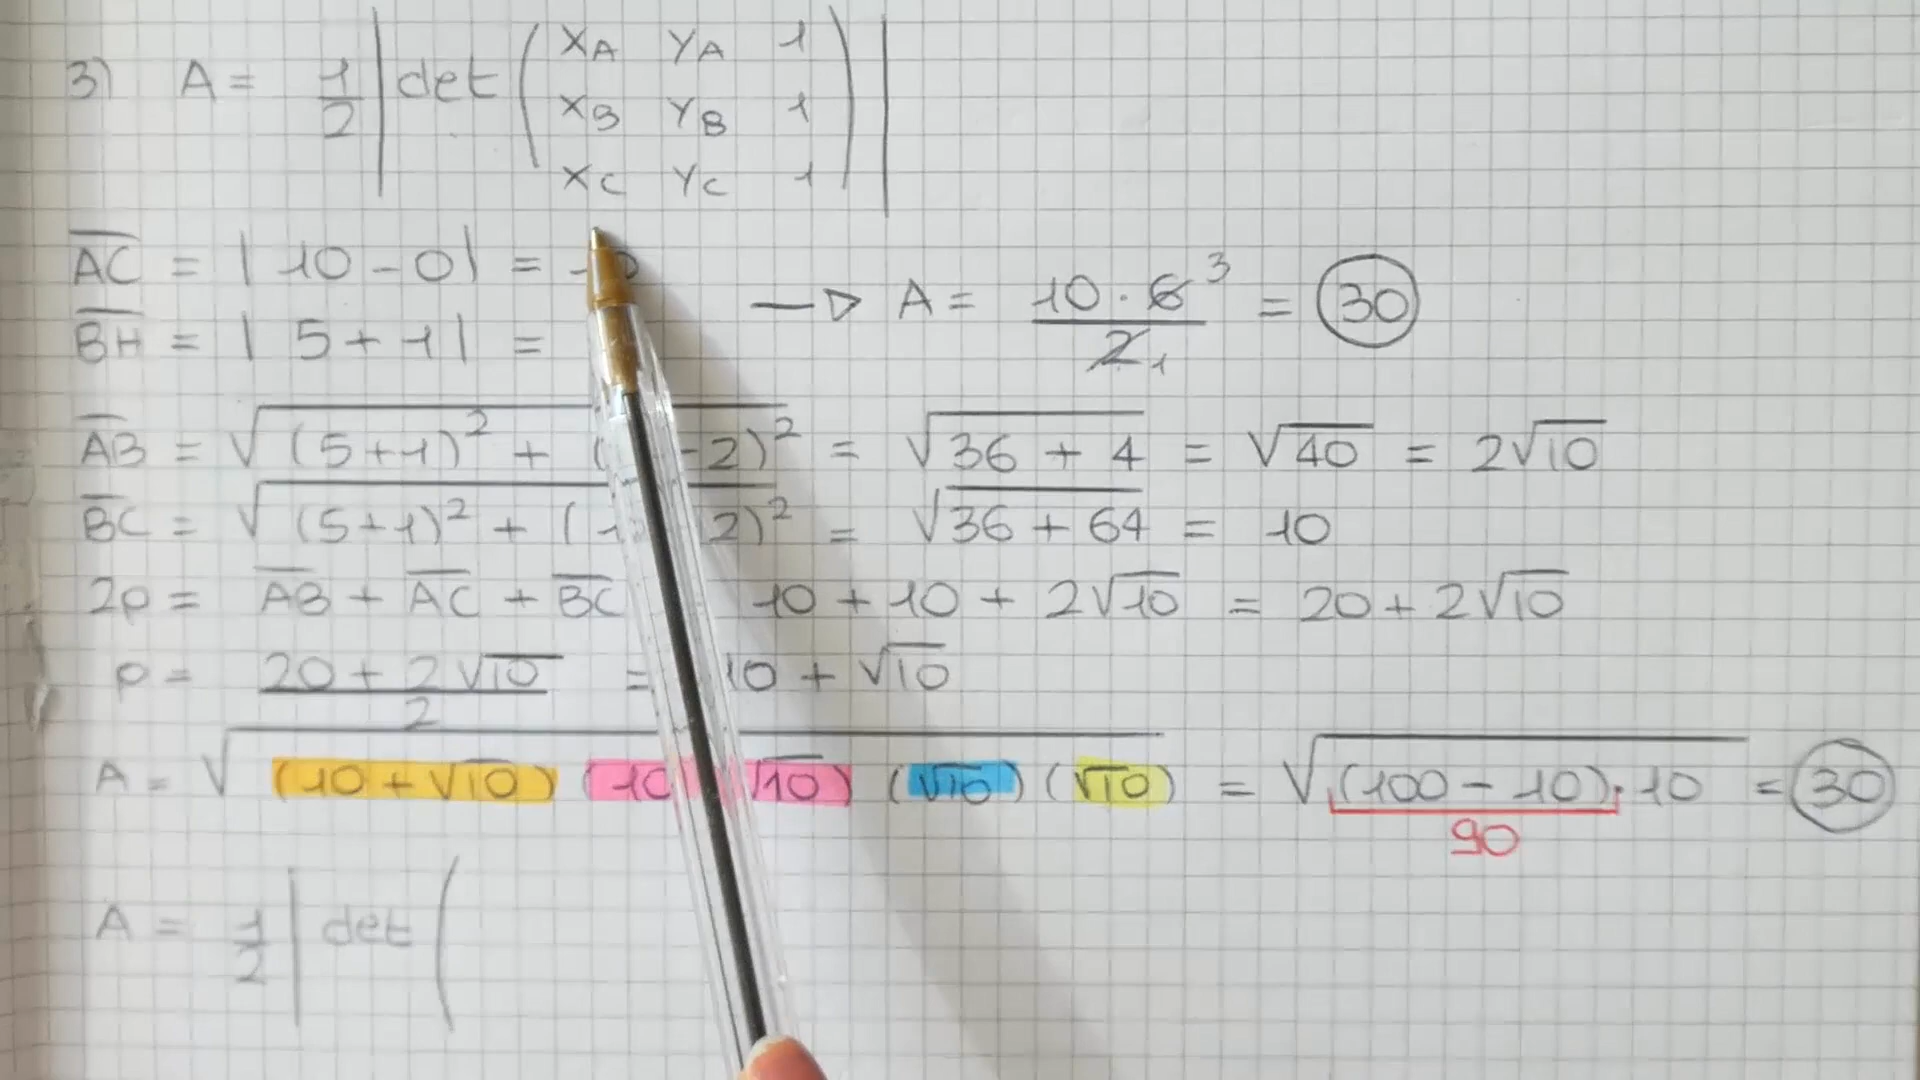 3) A = 1/2 | det ( xA yA 1
xB yB 1
xC yC 1 ) |
AC = | 10 - 0 | =
BH = | 5 + 1 | =
→ A = 10 · 6 3 / 2 1 = 30
AB = √(5+1)² + ( -2)² = √36 + 4 = √40 = 2√10
BC = √(5+1)² + ( 2)² = √36 + 64 = 10
2p = AB + AC + BC 10 + 10 + 2√10 = 20 + 2√10
p = 20 + 2√10 / 2 = 10 + √10
A = √(10 + √10) (10 √10) (√10) (√10) = √(100 - 10) · 10 = 30
90
A = 1/2 | det (